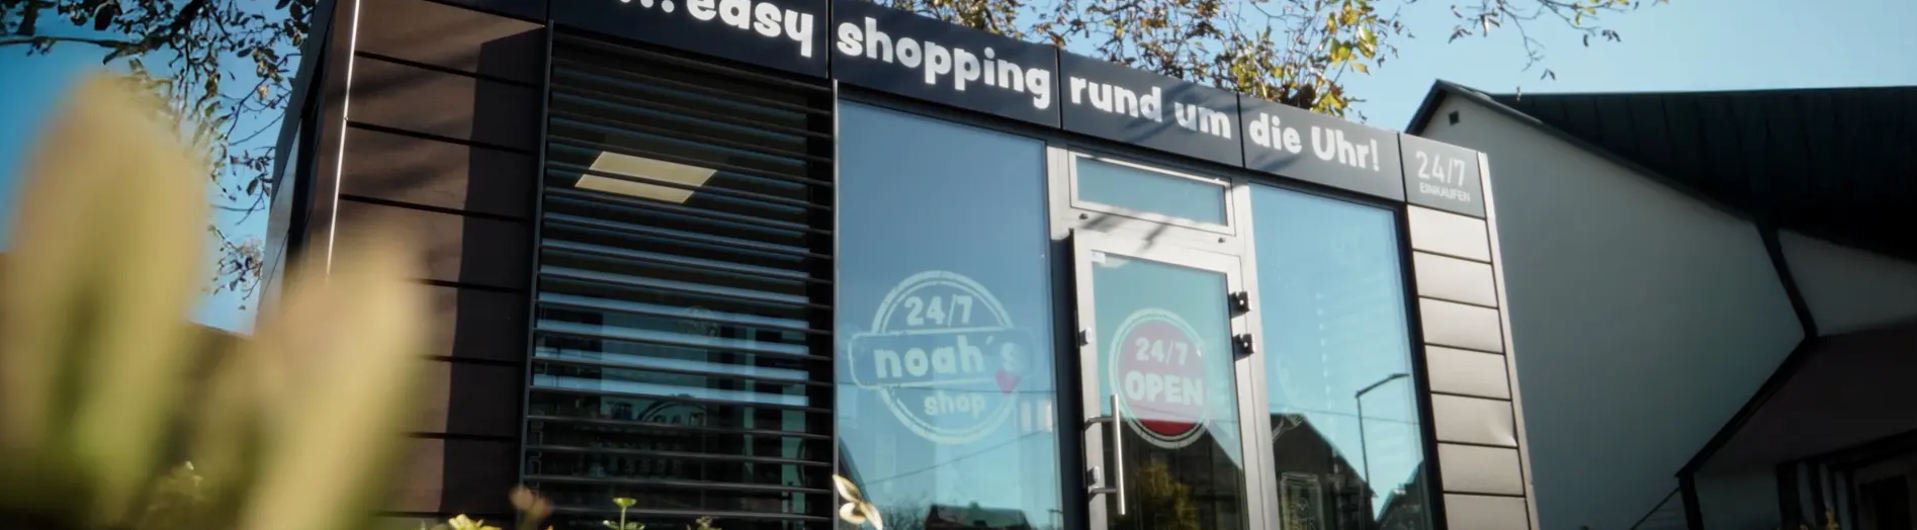 ...easy shopping rund um die Uhr!
24/7
EINKAUFEN
24/7
noah's
shop
24/7
OPEN